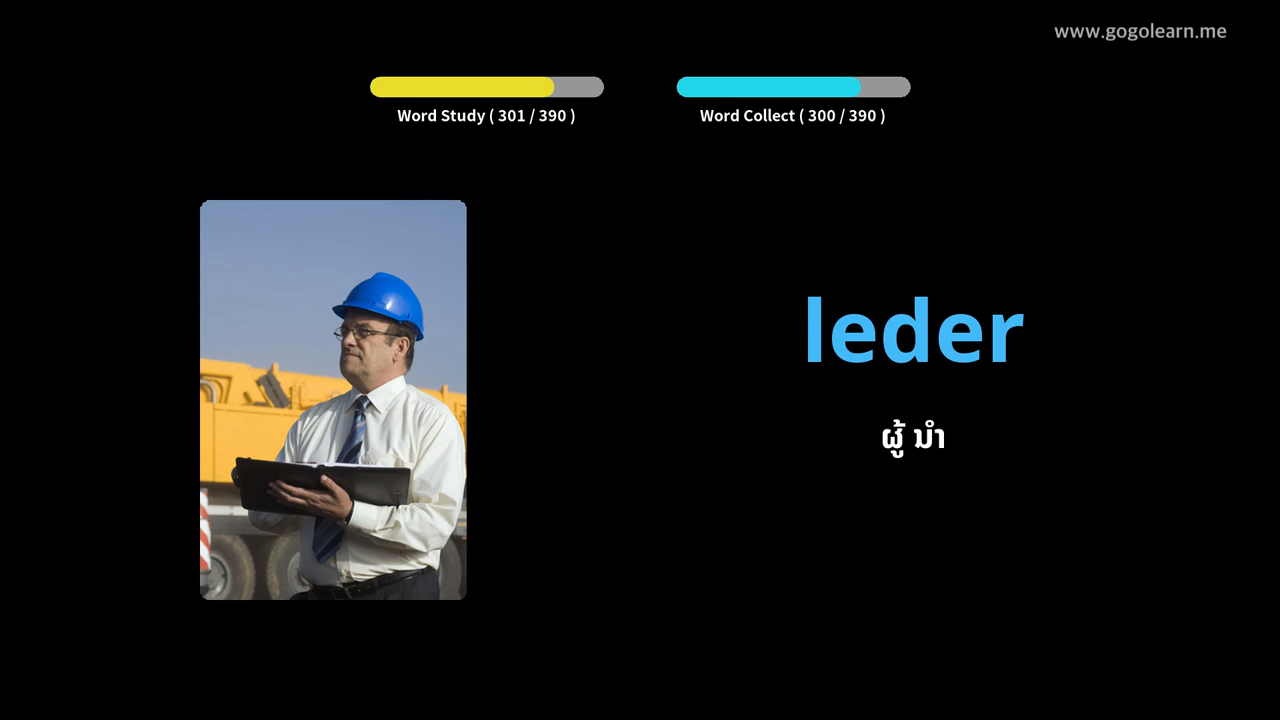 www.gogolearn.me
Word Study ( 301 / 390 )
Word Collect ( 300 / 390 )
leder
ຜູ້ ນຳ